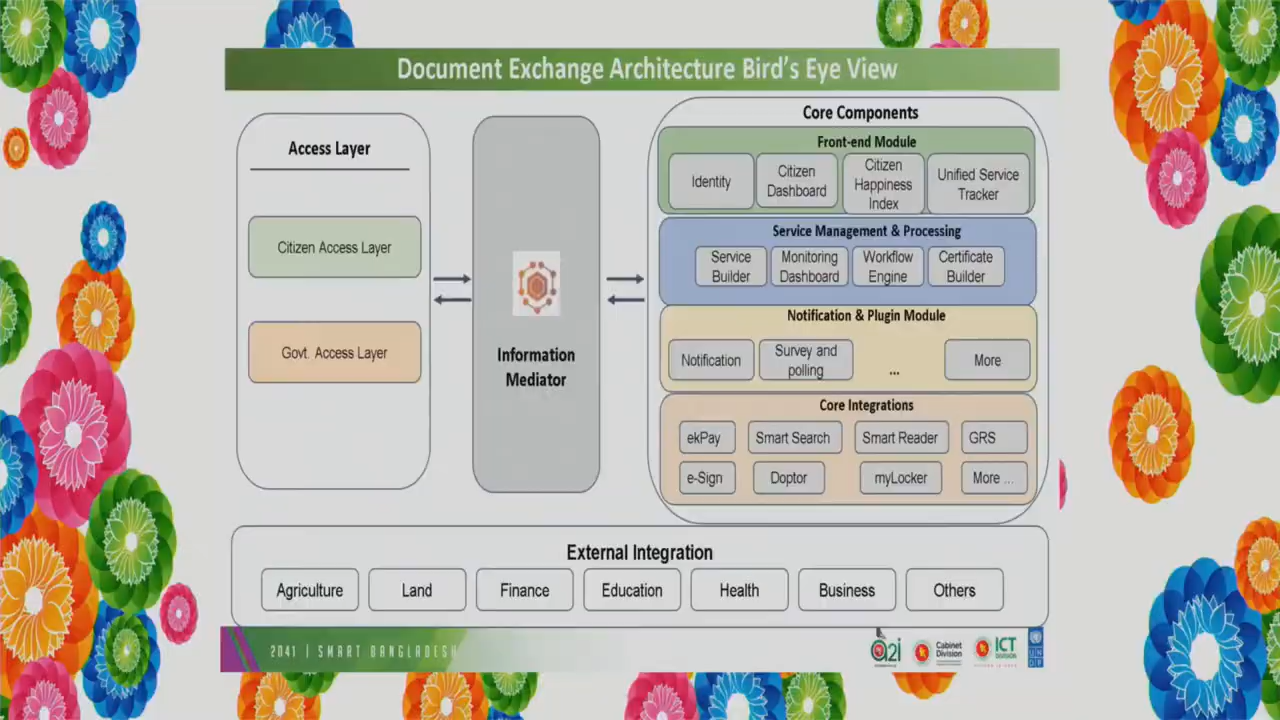 Document Exchange Architecture Bird's Eye View
Access Layer
Citizen Access Layer
Govt. Access Layer
Information
Mediator
Core Components
Front-end Module
Identity
Citizen
Dashboard
Citizen
Happiness
Index
Unified Service
Tracker
Service Management & Processing
Service
Builder
Monitoring
Dashboard
Workflow
Engine
Certificate
Builder
Notification & Plugin Module
Notification
Survey and
polling
...
More
Core Integrations
ekPay
Smart Search
Smart Reader
GRS
e-Sign
Doptor
myLocker
More ...
External Integration
Agriculture
Land
Finance
Education
Health
Business
Others
2041 | SMART BANGLADESH
a2i
Cabinet
Division
ICT
DIVISION
UN
DP